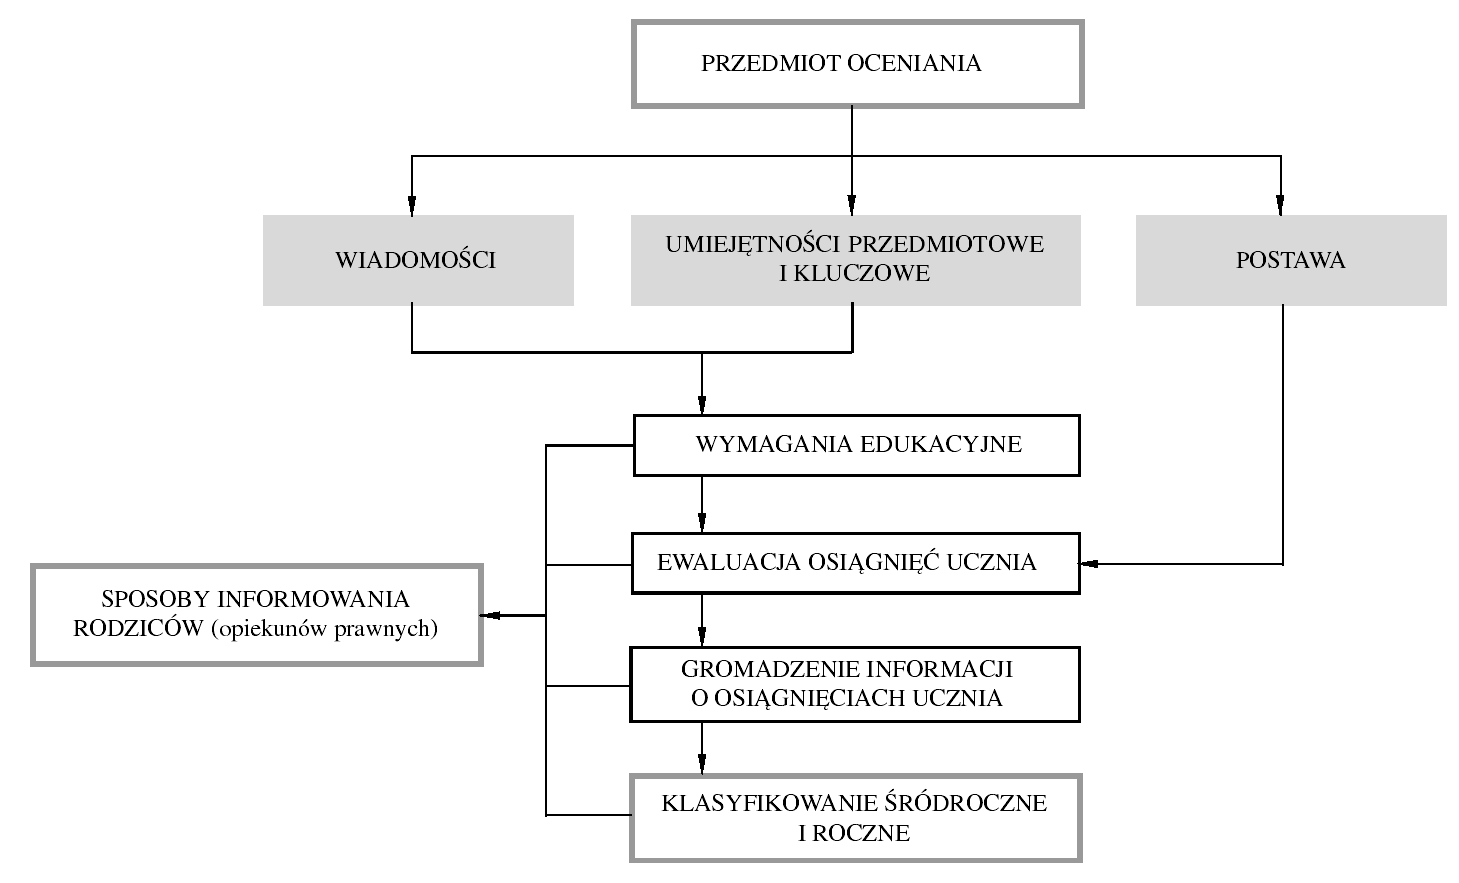 PRZEDMIOT OCENIANIA
WIADOMOŚCI
UMIEJĘTNOŚCI PRZEDMIOTOWE
I KLUCZOWE
POSTAWA
WYMAGANIA EDUKACYJNE
EWALUACJA OSIĄGNIĘĆ UCZNIA
SPOSOBY INFORMOWANIA
RODZICÓW (opiekunów prawnych)
GROMADZENIE INFORMACJI
O OSIĄGNIĘCIACH UCZNIA
KLASYFIKOWANIE ŚRÓDROCZNE
I ROCZNE